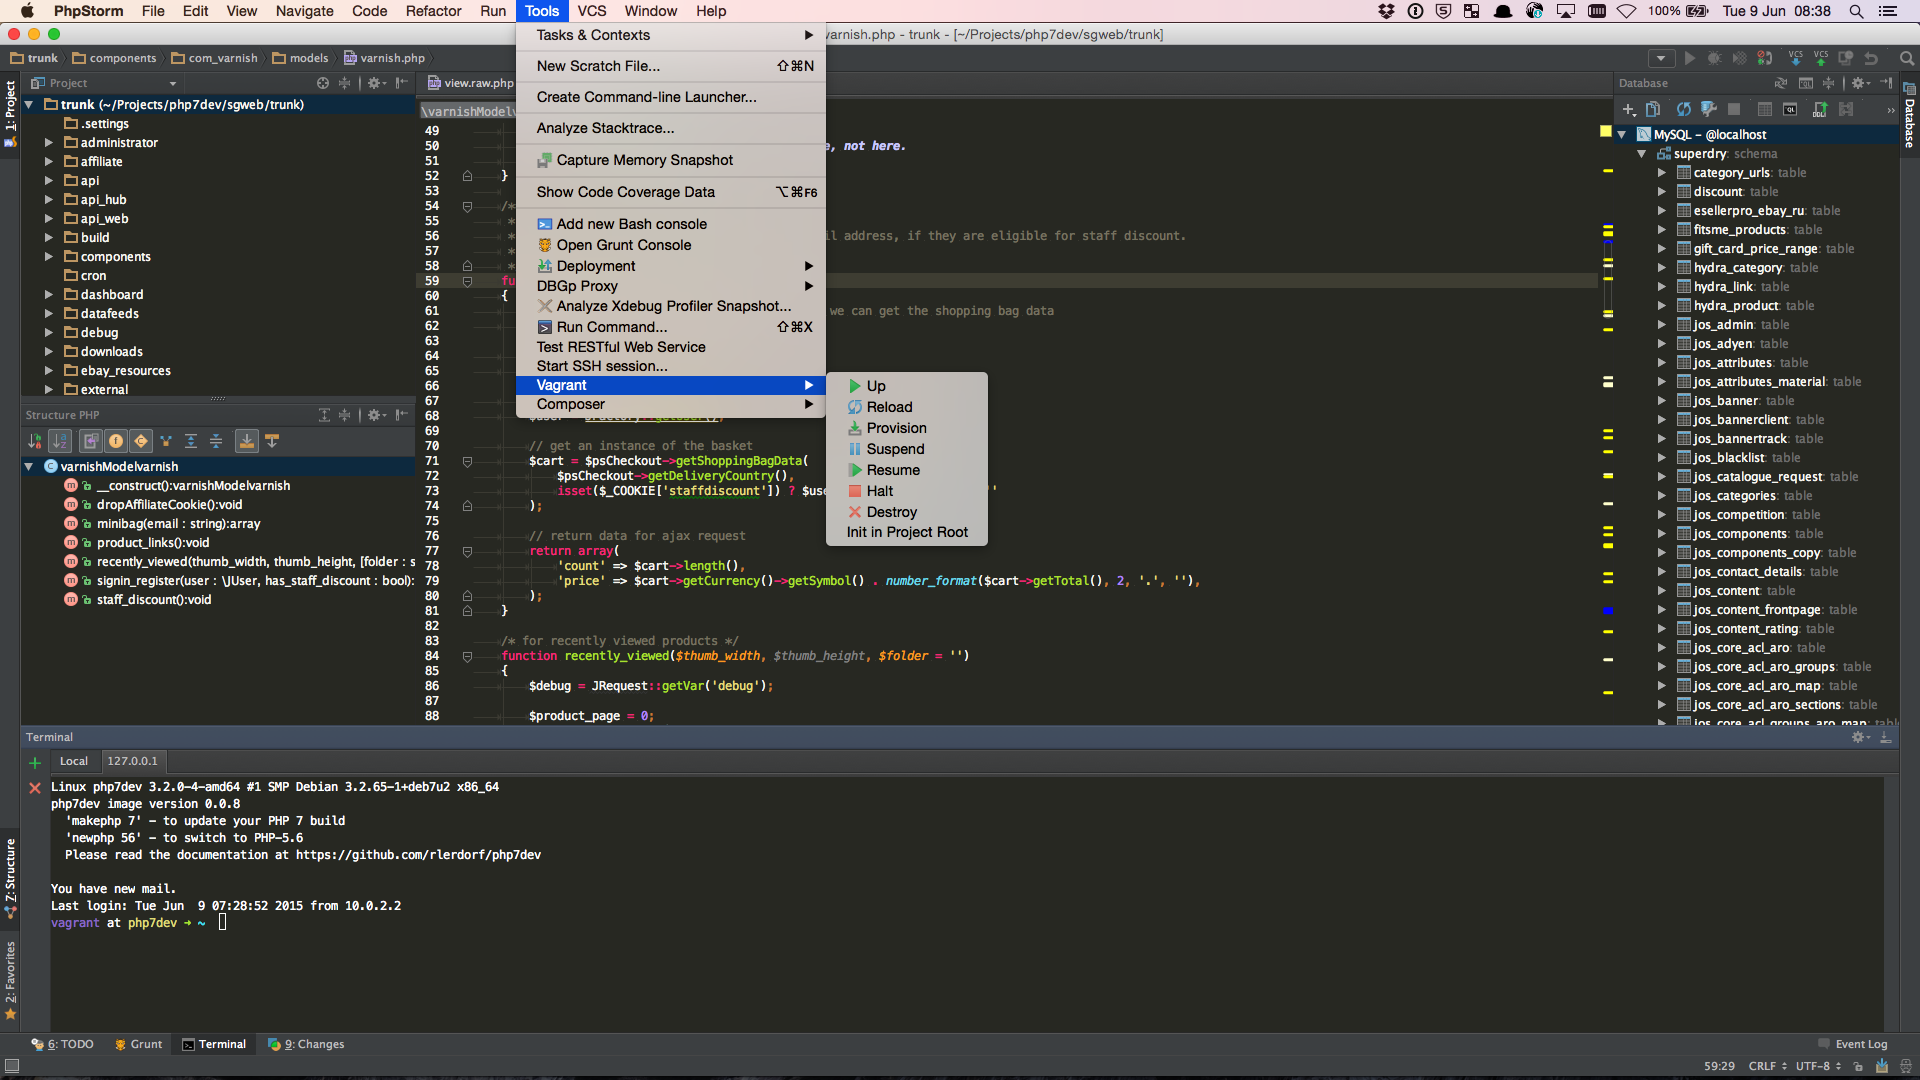 PhpStorm File Edit View Navigate Code Refactor Run Tools VCS Window Help
100% Tue 9 Jun 08:38
varnish.php - trunk - [~/Projects/php7dev/sgweb/trunk]
trunk components com_varnish models varnish.php
Project
trunk (~/Projects/php7dev/sgweb/trunk)
.settings
administrator
affiliate
api
api_hub
api_web
build
components
cron
dashboard
datafeeds
debug
downloads
ebay_resources
external
1: Project
Structure PHP
varnishModelvarnish
__construct():varnishModelvarnish
dropAffiliateCookie():void
minibag(email : string):array
product_links():void
recently_viewed(thumb_width, thumb_height, [folder : s
signin_register(user : \JUser, has_staff_discount : bool):
staff_discount():void
Tasks & Contexts
New Scratch File... ⇧⌘N
Create Command-line Launcher...
Analyze Stacktrace...
Capture Memory Snapshot
Show Code Coverage Data ⌥⌘F6
Add new Bash console
Open Grunt Console
Deployment
DBGp Proxy
Analyze Xdebug Profiler Snapshot...
Run Command... ⇧⌘X
Test RESTful Web Service
Start SSH session...
Vagrant
Composer
Up
Reload
Provision
Suspend
Resume
Halt
Destroy
Init in Project Root
view.raw.php
\varnishModelv
49
50 e, not here.
51
52 }
53
54 /*
55 *
56 * il address, if they are eligible for staff discount.
57 *
58 *
59 fu
60 {
61 we can get the shopping bag data
62
63
64
65
66
67
68
69
70 // get an instance of the basket
71 $cart = $psCheckout->getShoppingBagData(
72 $psCheckout->getDeliveryCountry(),
73 isset($_COOKIE['staffdiscount']) ? $use ''
74 );
75
76 // return data for ajax request
77 return array(
78 'count' => $cart->length(),
79 'price' => $cart->getCurrency()->getSymbol() . number_format($cart->getTotal(), 2, '.', ''),
80 );
81 }
82
83 /* for recently viewed products */
84 function recently_viewed($thumb_width, $thumb_height, $folder = '')
85 {
86 $debug = JRequest::getVar('debug');
87
88 $product_page = 0;
Database
MySQL - @localhost
superdry: schema
category_urls: table
discount: table
esellerpro_ebay_ru: table
fitsme_products: table
gift_card_price_range: table
hydra_category: table
hydra_link: table
hydra_product: table
jos_admin: table
jos_adyen: table
jos_attributes: table
jos_attributes_material: table
jos_banner: table
jos_bannerclient: table
jos_bannertrack: table
jos_blacklist: table
jos_catalogue_request: table
jos_categories: table
jos_competition: table
jos_components: table
jos_components_copy: table
jos_contact_details: table
jos_content: table
jos_content_frontpage: table
jos_content_rating: table
jos_core_acl_aro: table
jos_core_acl_aro_groups: table
jos_core_acl_aro_map: table
jos_core_acl_aro_sections: table
jos_core_acl_groups_aro_map: tabl
Database
Terminal
Local 127.0.0.1
Linux php7dev 3.2.0-4-amd64 #1 SMP Debian 3.2.65-1+deb7u2 x86_64
php7dev image version 0.0.8
'makephp 7' - to update your PHP 7 build
'newphp 56' - to switch to PHP-5.6
Please read the documentation at https://github.com/rlerdorf/php7dev
You have new mail.
Last login: Tue Jun 9 07:28:52 2015 from 10.0.2.2
vagrant at php7dev → ~
Z: Structure
2: Favorites
6: TODO Grunt Terminal 9: Changes Event Log
59:29 CRLF UTF-8